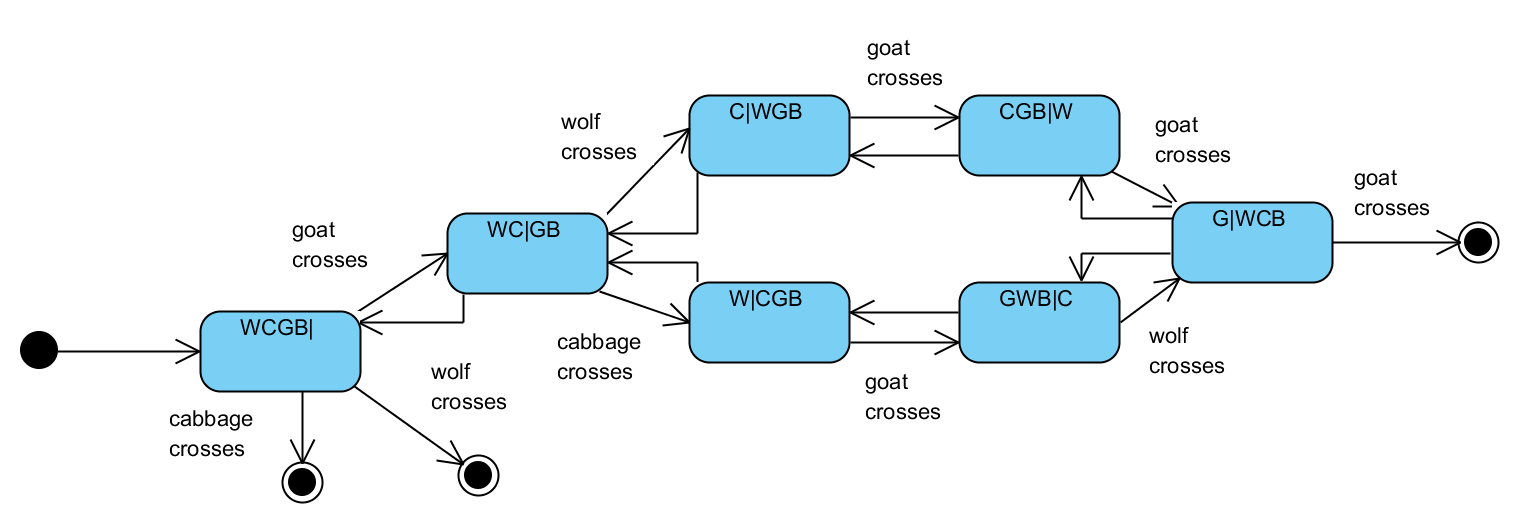 goat
crosses
C|WGB
CGB|W
wolf
crosses
goat
crosses
goat
crosses
WC|GB
G|WCB
goat
crosses
W|CGB
GWB|C
WCGB|
cabbage
crosses
wolf
crosses
goat
crosses
wolf
crosses
cabbage
crosses